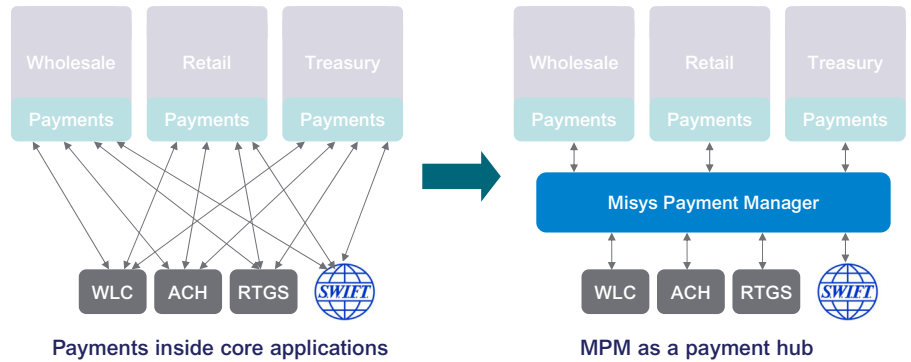 Wholesale
Retail
Treasury
Payments
Payments
Payments
WLC
ACH
RTGS
SWIFT
Payments inside core applications
Wholesale
Retail
Treasury
Payments
Payments
Payments
Misys Payment Manager
WLC
ACH
RTGS
SWIFT
MPM as a payment hub